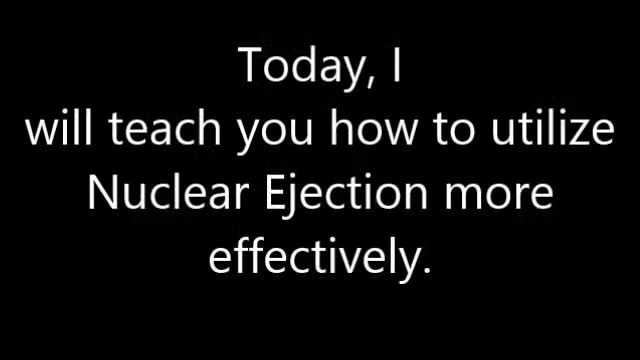 Today, I
will teach you how to utilize
Nuclear Ejection more
effectively.